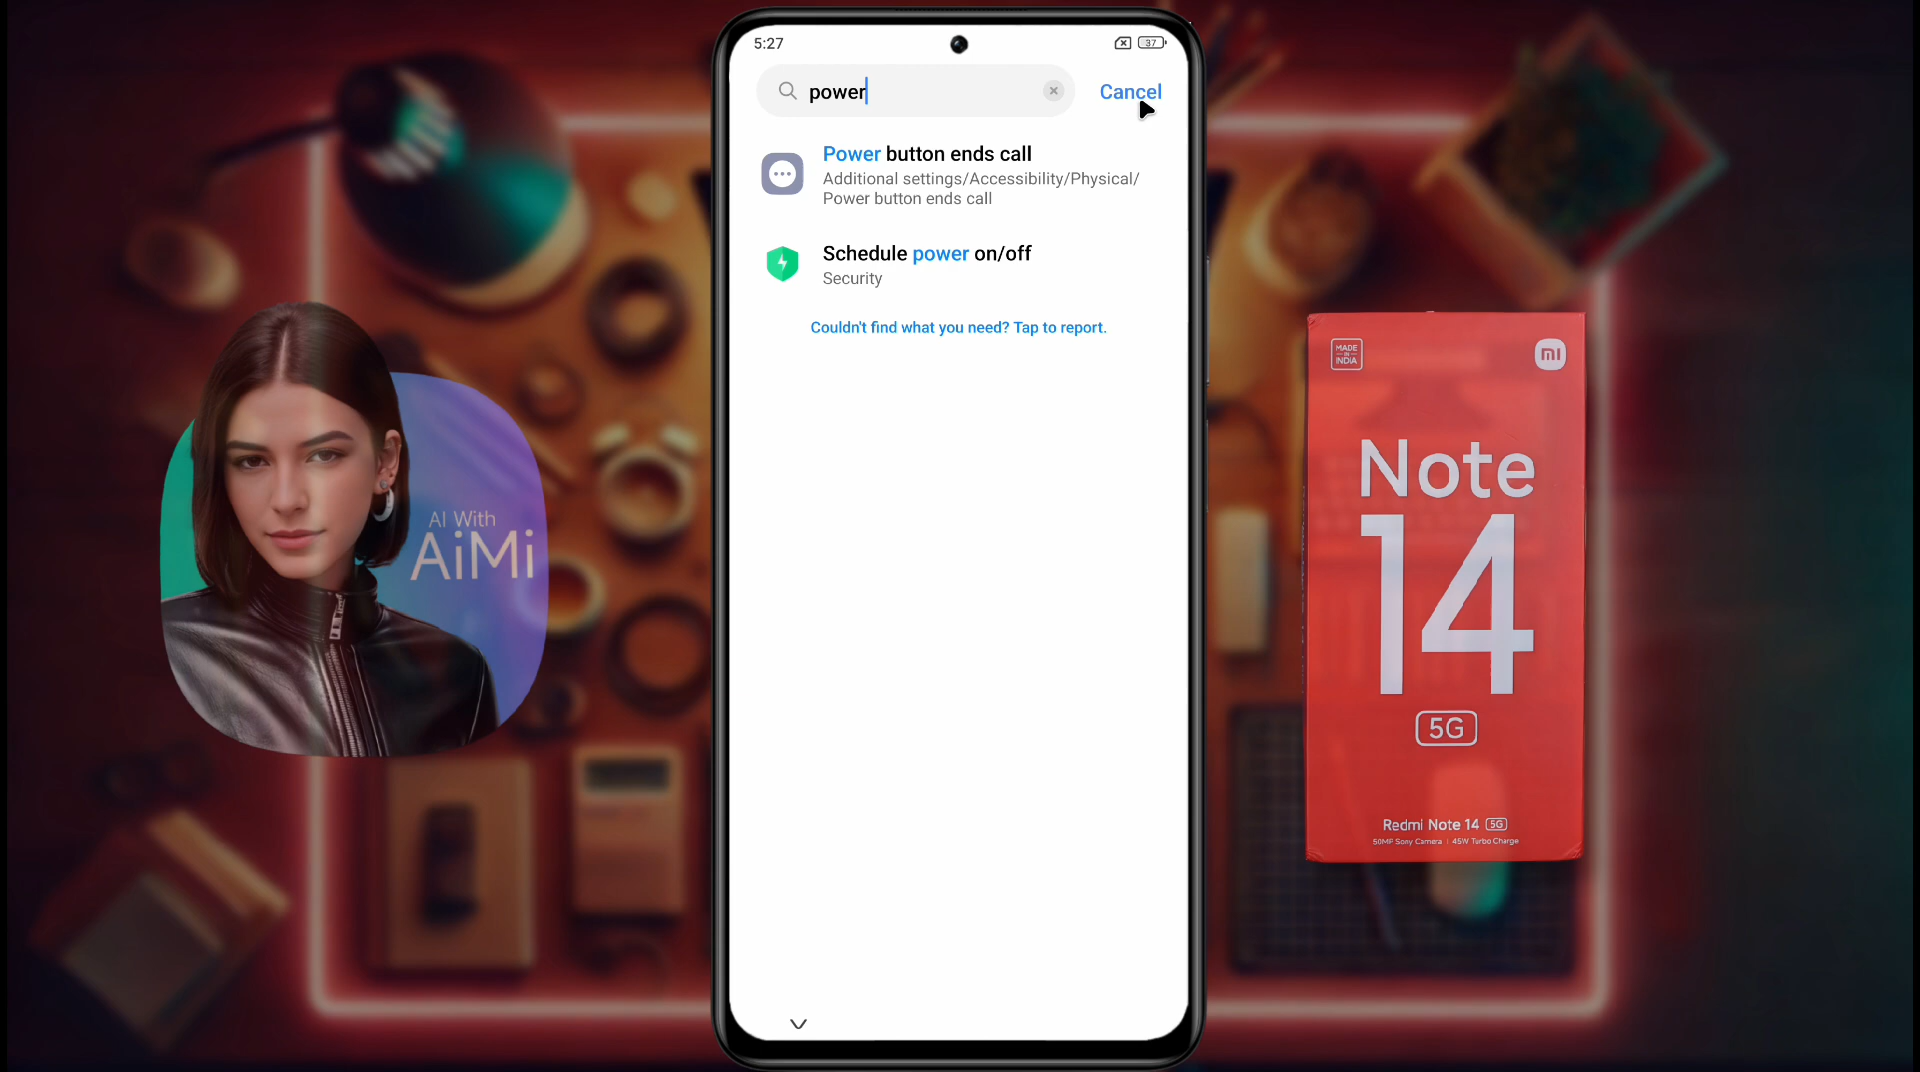 5:27
37
power
Cancel
Power button ends call
Additional settings/Accessibility/Physical/
Power button ends call
Schedule power on/off
Security
Couldn't find what you need? Tap to report.
AI With
AiMi
MADE
IN
INDIA
mi
Note
14
5G
Redmi Note 14 5G
50MP Sony Camera | 45W Turbo Charge